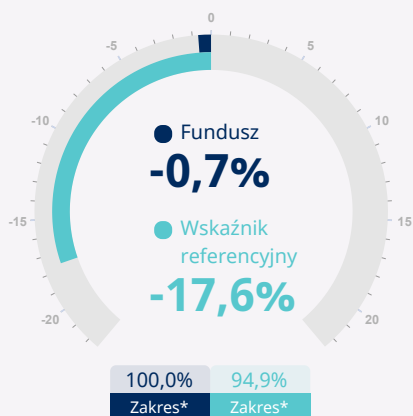 0
-5
5
-10
10
Fundusz
-0,7%
-15
15
Wskaźnik
referencyjny
-17,6%
-20
20
100,0%
94,9%
Zakres*
Zakres*